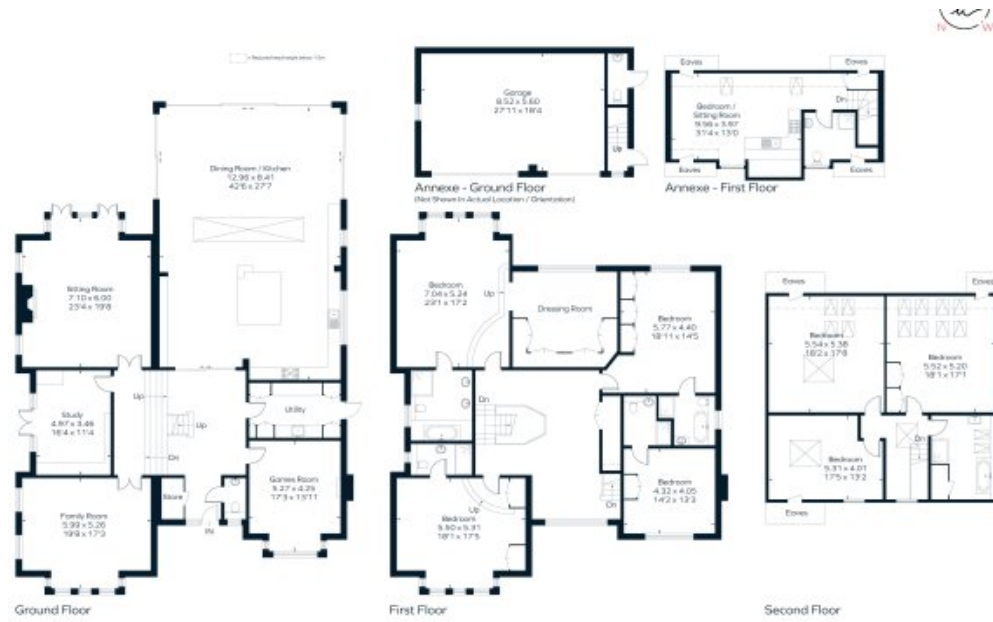 N W
Dining Room / Kitchen
12.96 x 8.41
42'6 x 27'7
Sitting Room
7.10 x 6.00
23'4 x 19'8
Up
Study
4.97 x 3.46
16'4 x 11'4
Up
Utility
Dn
Games Room
5.27 x 4.25
17'3 x 13'11
Store
Family Room
5.99 x 5.26
19'8 x 17'3
IN
Ground Floor
Garage
8.52 x 5.60
27'11 x 18'4
Up
Annexe - Ground Floor
(Not Shown In Actual Location / Orientation)
Eaves
Eaves
Bedroom /
Sitting Room
9.56 x 3.97
31'4 x 13'0
Dn
Eaves
Eaves
Annexe - First Floor
Bedroom
7.04 x 5.24
23'1 x 17'2
Up
Dressing Room
Bedroom
5.77 x 4.40
18'11 x 14'5
Dn
Bedroom
4.32 x 4.05
14'2 x 13'3
Dn
Up
Bedroom
5.50 x 5.31
18'1 x 17'5
First Floor
Eaves
Eaves
Bedroom
5.54 x 5.38
18'2 x 17'8
Bedroom
5.52 x 5.20
18'1 x 17'1
Dn
Bedroom
5.31 x 4.01
17'5 x 13'2
Eaves
Second Floor